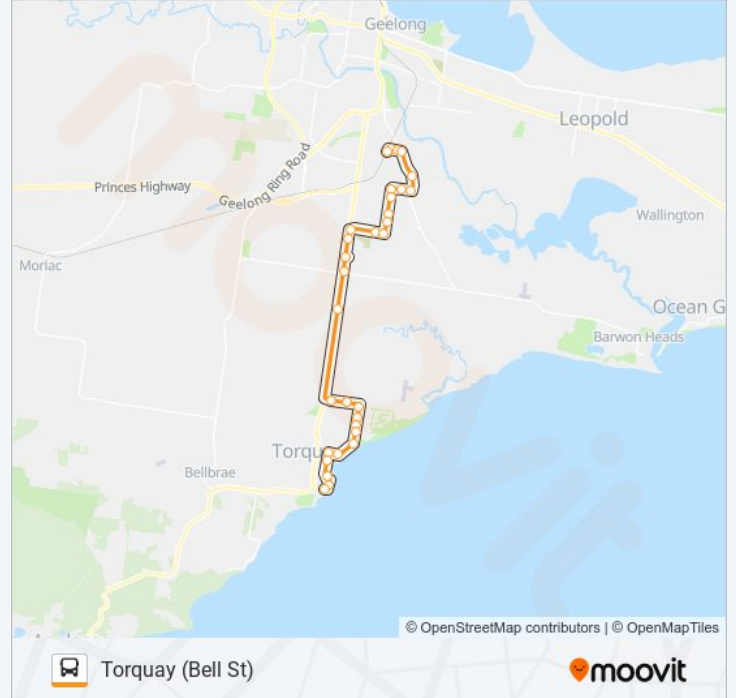 Geelong
Leopold
Geelong Ring Road
Princes Highway
Wallington
Moriac
Ocean G
Barwon Heads
Torqu
Bellbrae
© OpenStreetMap contributors | © OpenMapTiles
Torquay (Bell St)
moovit